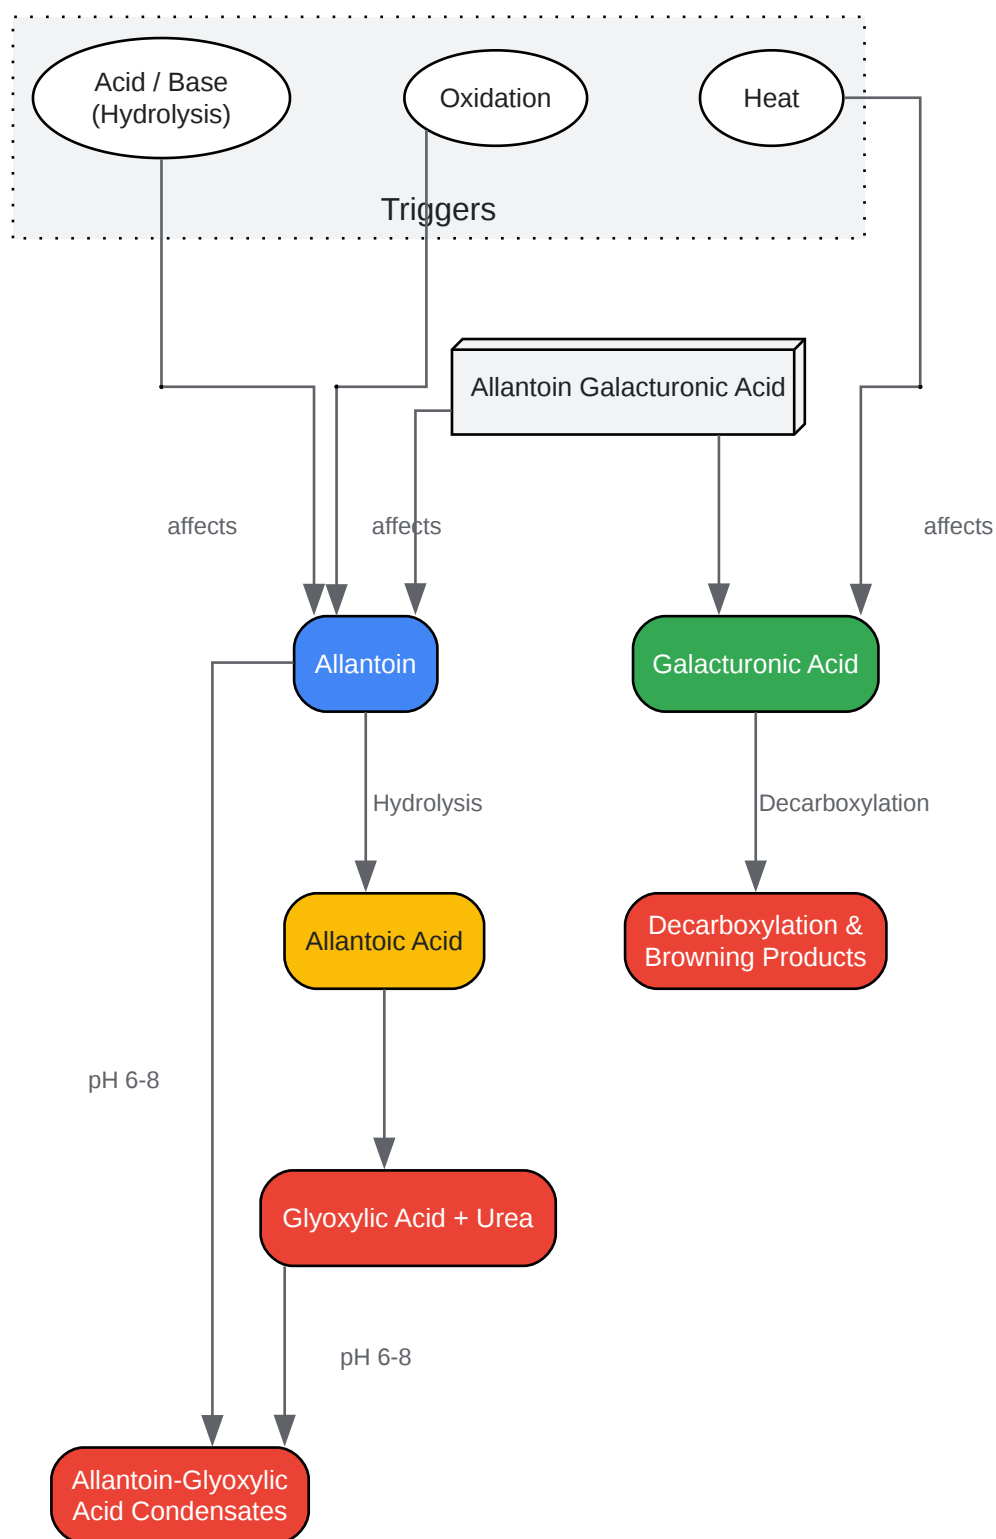 Acid / Base
(Hydrolysis)
Oxidation
Heat
Triggers
Allantoin Galacturonic Acid
affects
affects
affects
Allantoin
Galacturonic Acid
Hydrolysis
Decarboxylation
Allantoic Acid
Decarboxylation &
Browning Products
pH 6-8
Glyoxylic Acid + Urea
pH 6-8
Allantoin-Glyoxylic
Acid Condensates